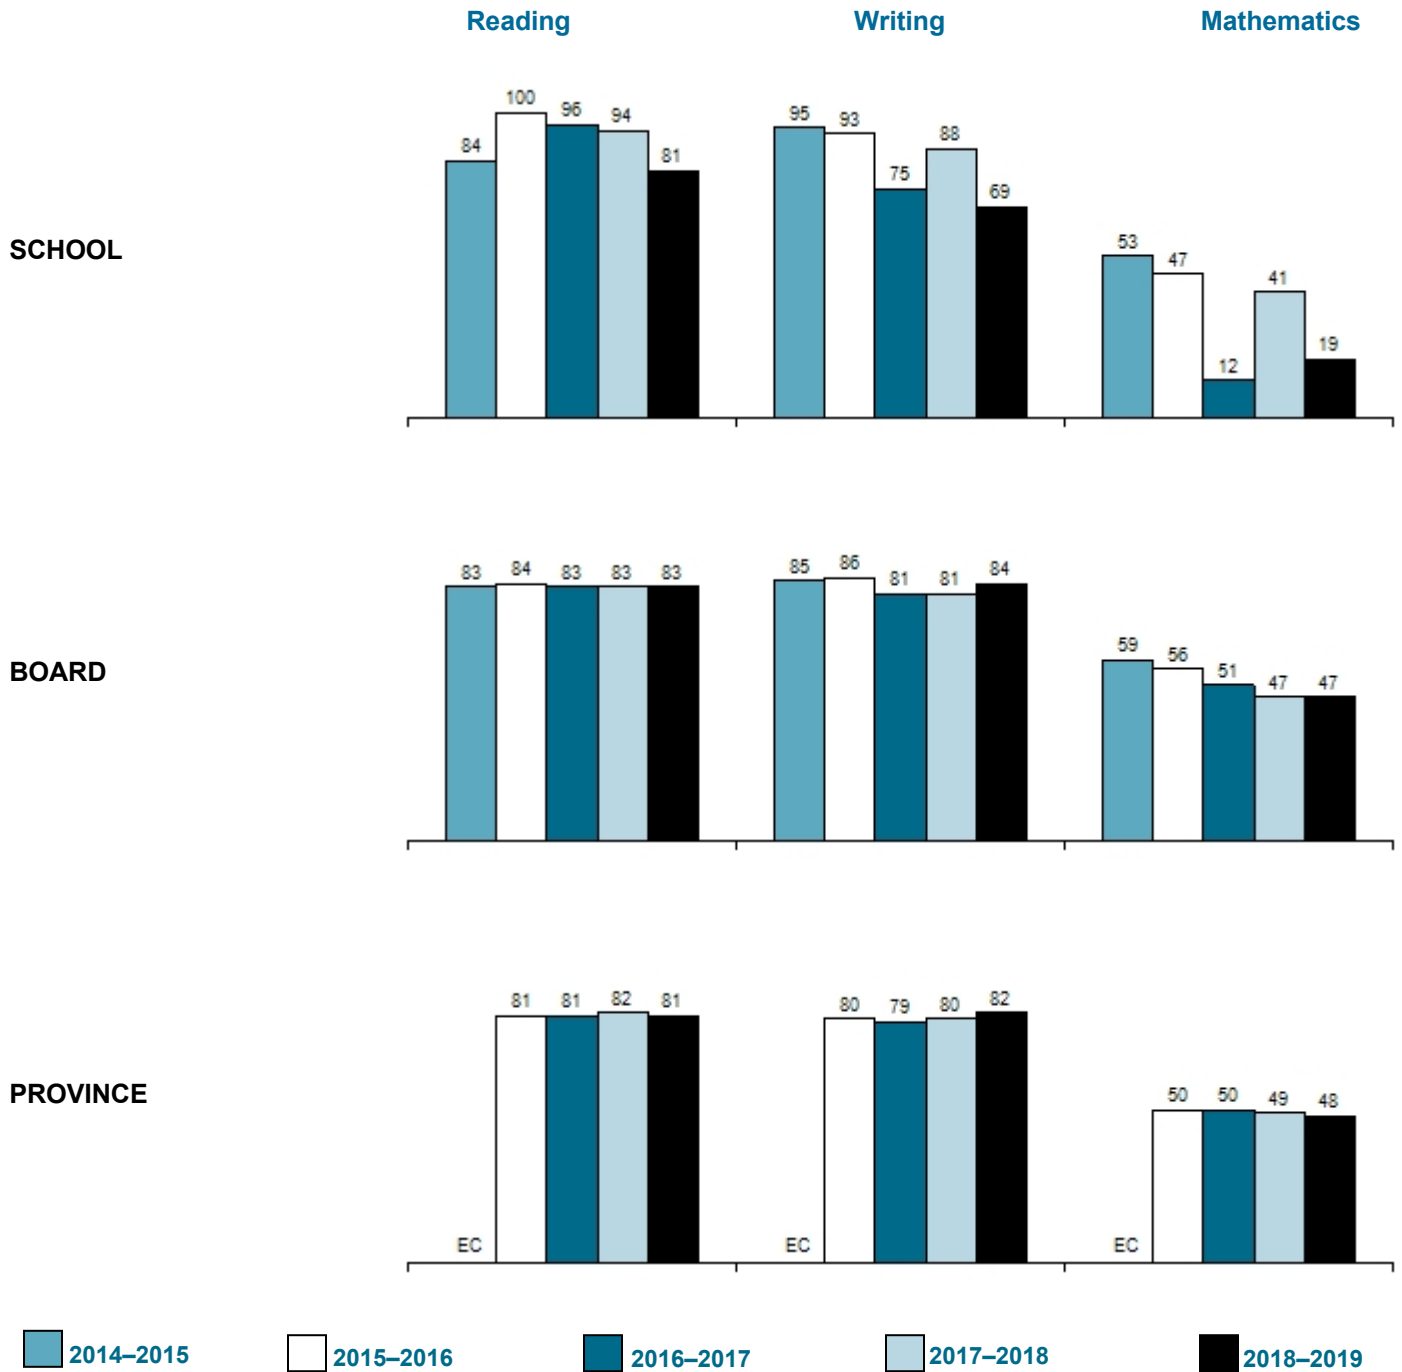 Reading Writing Mathematics
SCHOOL
84 100 96 94 81
95 93 75 88 69
53 47 12 41 19
BOARD
83 84 83 83 83
85 86 81 81 84
59 56 51 47 47
PROVINCE
EC 81 81 82 81
EC 80 79 80 82
EC 50 50 49 48
2014–2015 2015–2016 2016–2017 2017–2018 2018–2019